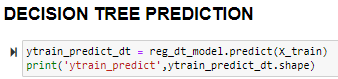 DECISION TREE PREDICTION
ytrain_predict_dt = reg_dt_model.predict(X_train)
print('ytrain_predict',ytrain_predict_dt.shape)